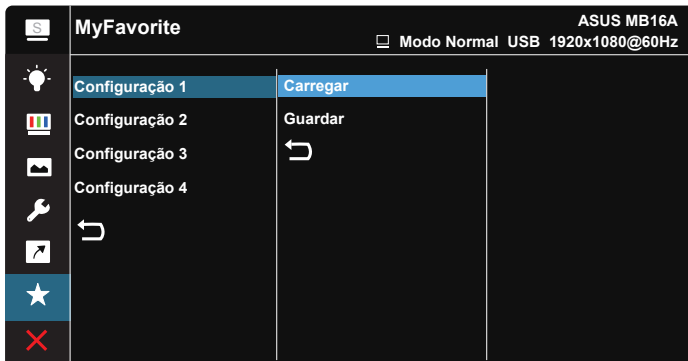 S
MyFavorite
ASUS MB16A
Modo Normal USB 1920x1080@60Hz
Configuração 1
Carregar
Configuração 2
Guardar
Configuração 3
Configuração 4